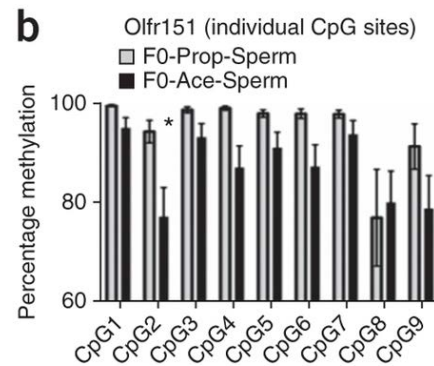 b
Olfr151 (individual CpG sites)
F0-Prop-Sperm
F0-Ace-Sperm
Percentage methylation
100
80
60
*
CpG1
CpG2
CpG3
CpG4
CpG5
CpG6
CpG7
CpG8
CpG9